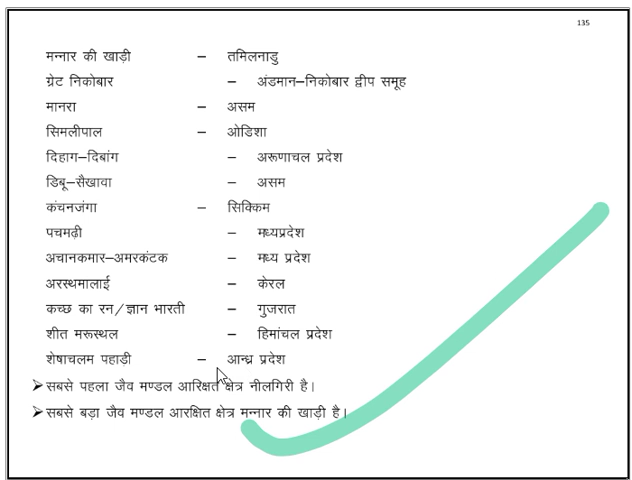 135
मन्नार की खाड़ी – तमिलनाडु
ग्रेट निकोबार – अंडमान–निकोबार द्वीप समूह
मानरा – असम
सिमलीपाल – ओडिशा
दिहाग–दिबांग – अरूणाचल प्रदेश
डिबू–सैखावा – असम
कंचनजंगा – सिक्किम
पचमढ़ी – मध्यप्रदेश
अचानकमार–अमरकंटक – मध्य प्रदेश
अरस्थमालाई – केरल
कच्छ का रन/ज्ञान भारती – गुजरात
शीत मरूस्थल – हिमांचल प्रदेश
शेषाचलम पहाडी – आन्ध्र प्रदेश
➢ सबसे पहला जैव मण्डल आरिक्षत क्षेत्र नीलगिरी है।
➢ सबसे बड़ा जैव मण्डल आरक्षित क्षेत्र मन्नार की खाड़ी है।